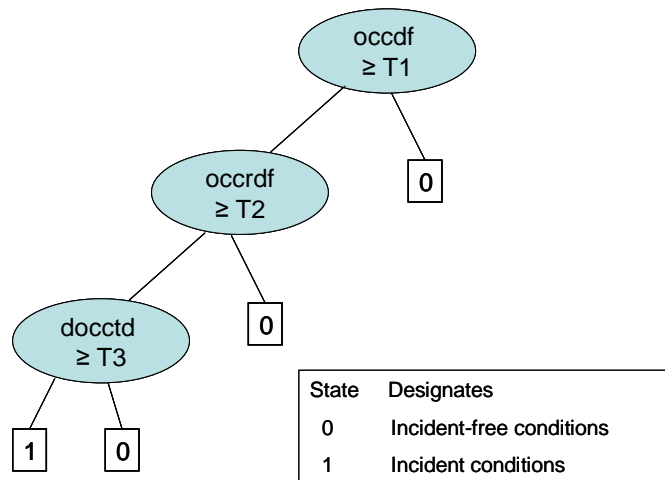 occdf
≥ T1
0
occrdf
≥ T2
0
docctd
≥ T3
1 0
State Designates
0 Incident-free conditions
1 Incident conditions